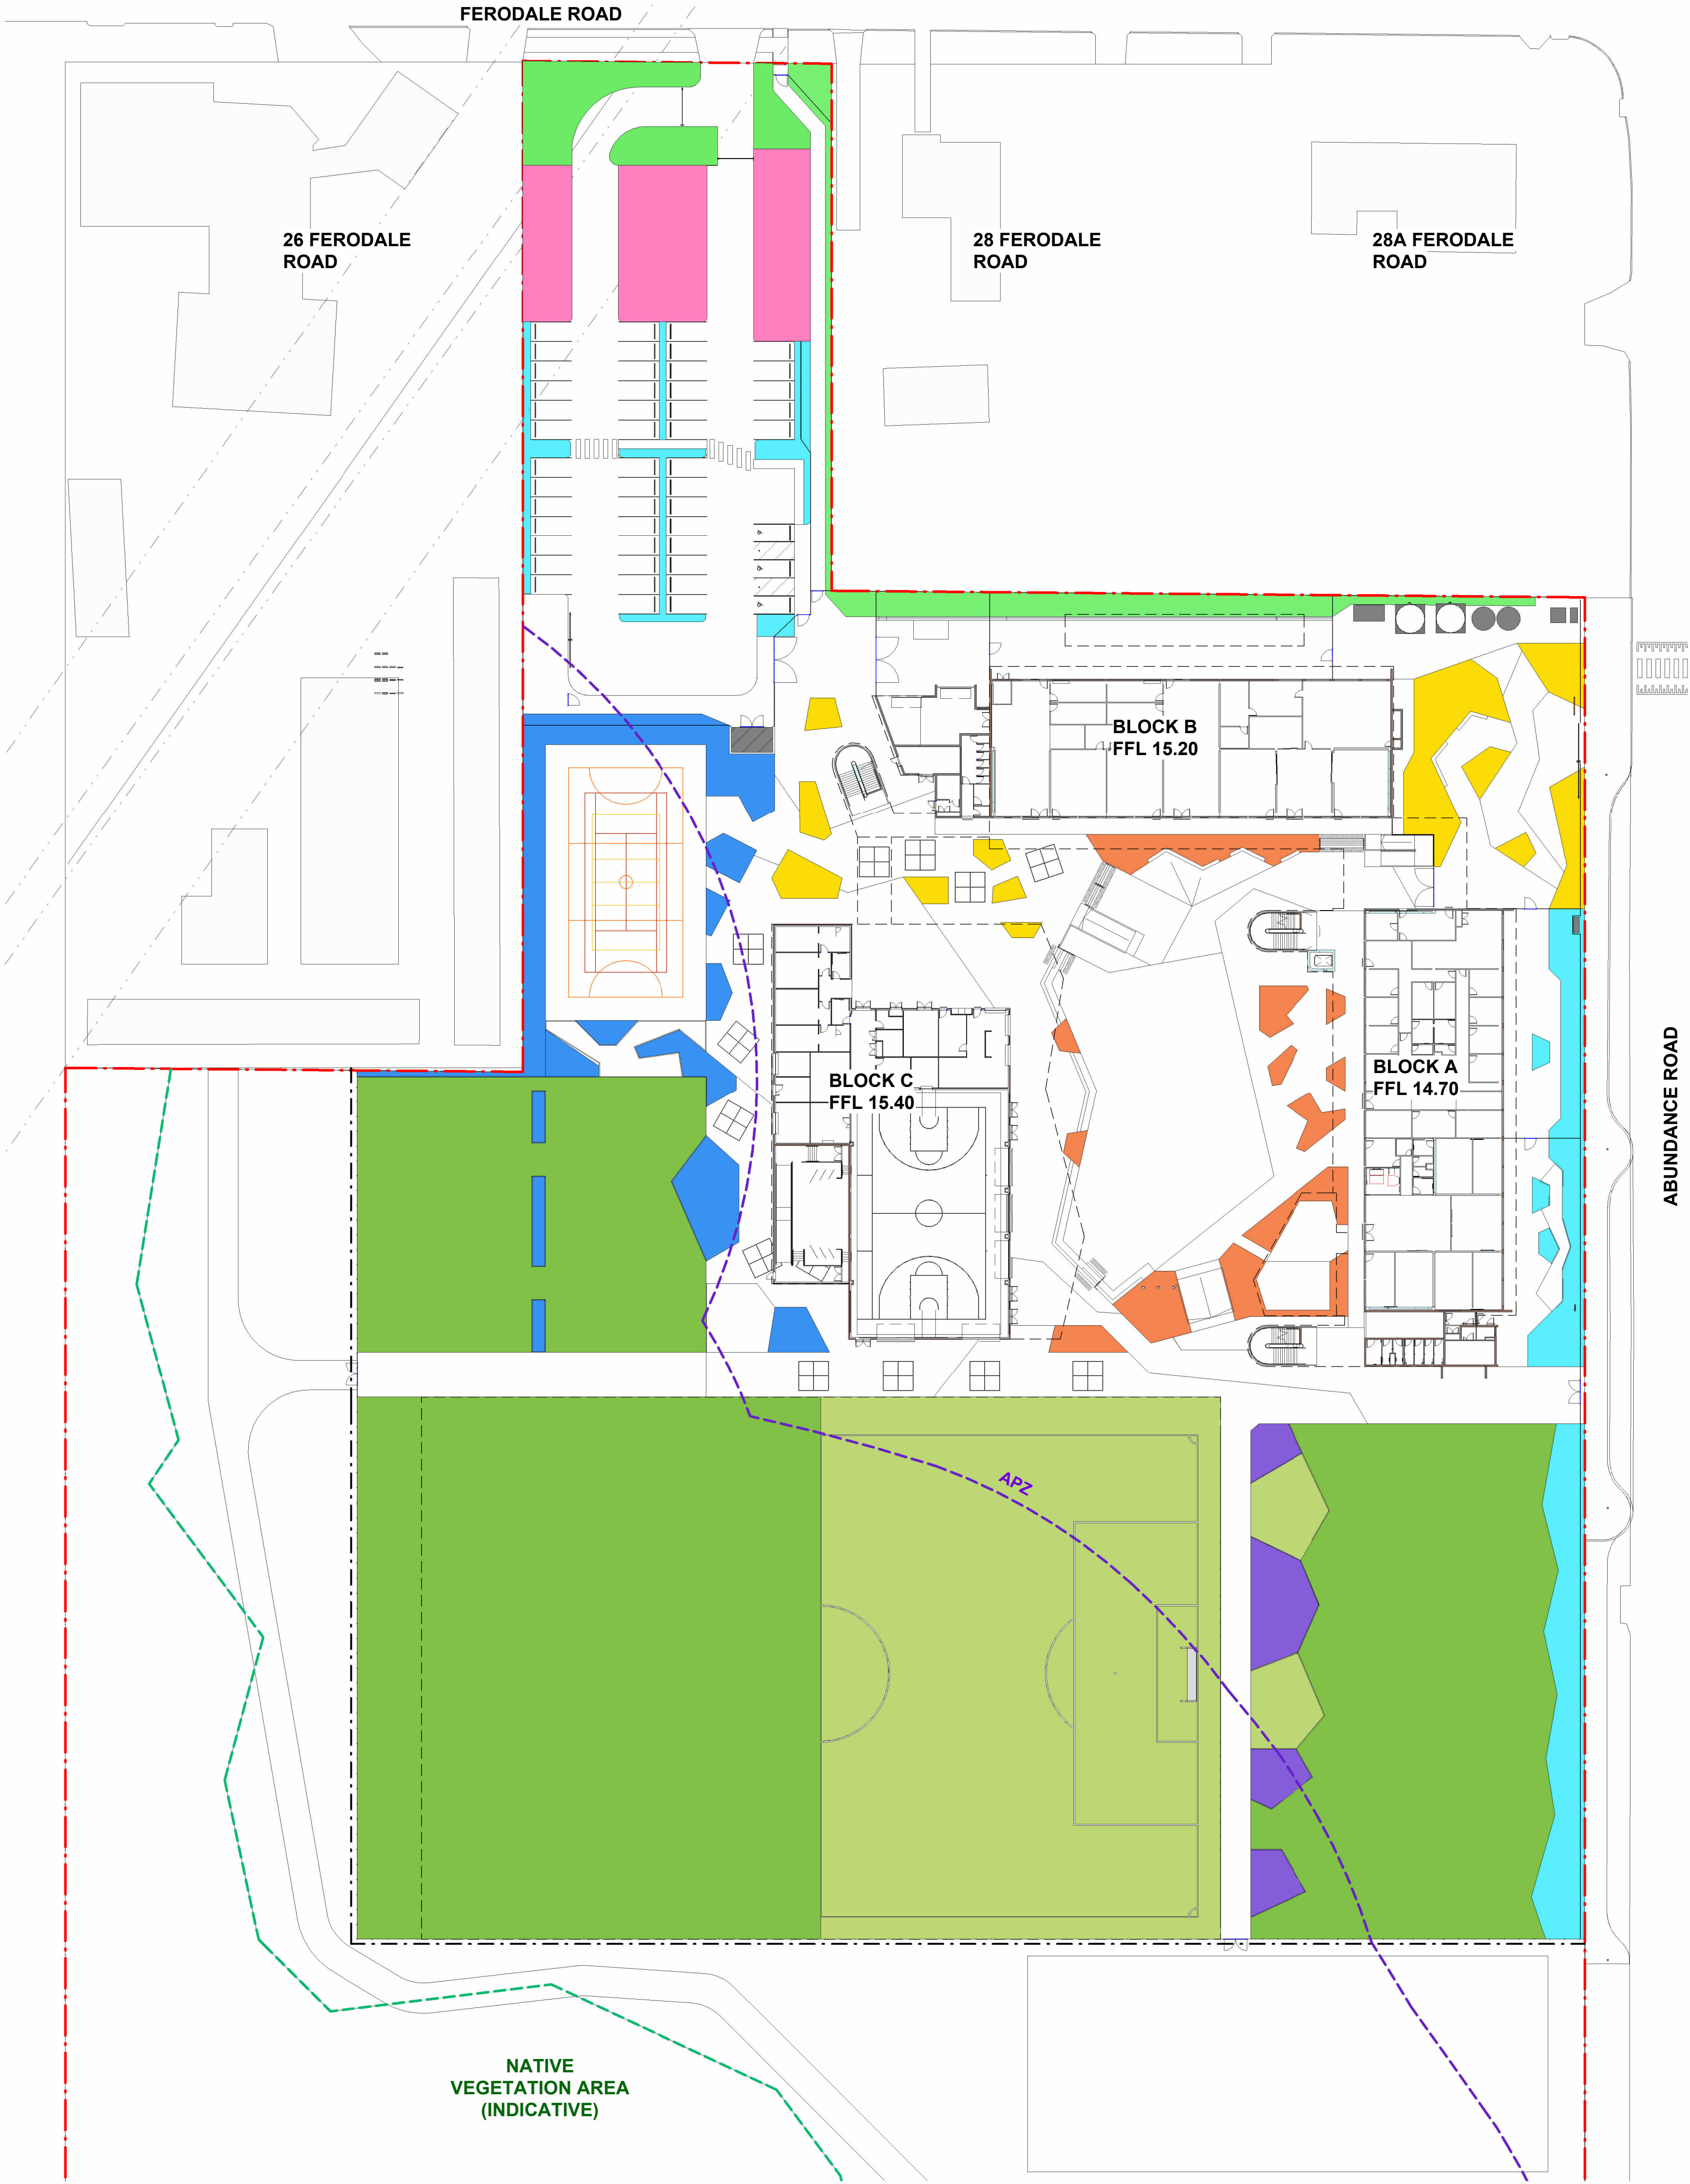 FERODALE ROAD
26 FERODALE
ROAD
28 FERODALE
ROAD
28A FERODALE
ROAD
BLOCK B
FFL 15.20
BLOCK C
FFL 15.40
BLOCK A
FFL 14.70
ABUNDANCE ROAD
APZ
NATIVE
VEGETATION AREA
(INDICATIVE)